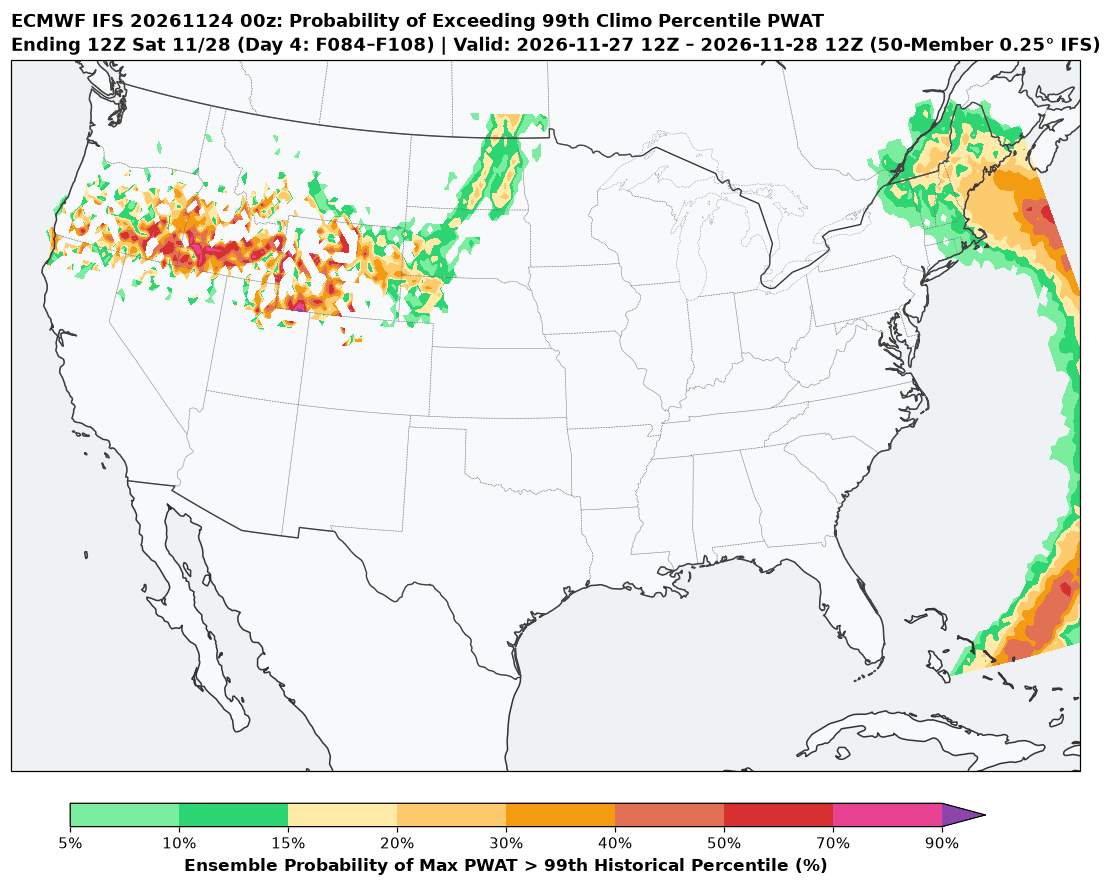 ECMWF IFS 20261124 00z: Probability of Exceeding 99th Climo Percentile PWAT
Ending 12Z Sat 11/28 (Day 4: F084–F108) | Valid: 2026-11-27 12Z – 2026-11-28 12Z (50-Member 0.25° IFS)
5% 10% 15% 20% 30% 40% 50% 70% 90%
Ensemble Probability of Max PWAT > 99th Historical Percentile (%)